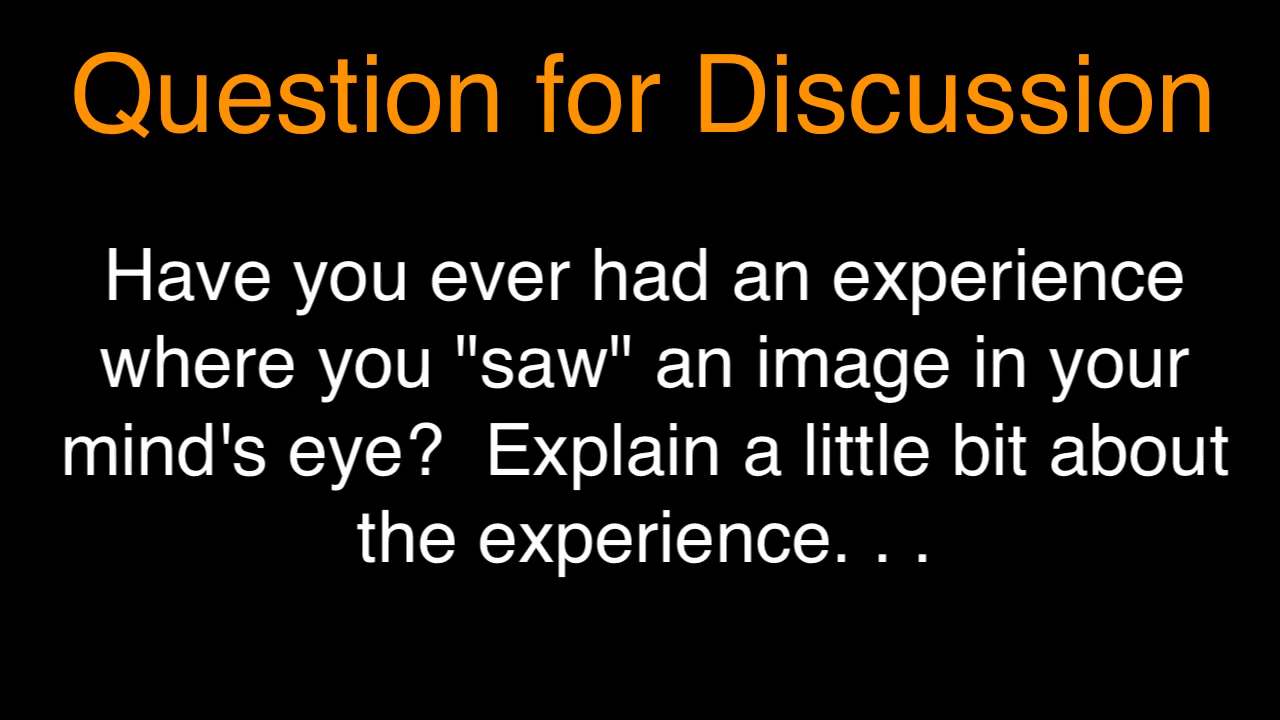 Question for Discussion
Have you ever had an experience
where you "saw" an image in your
mind's eye?  Explain a little bit about
the experience. . .